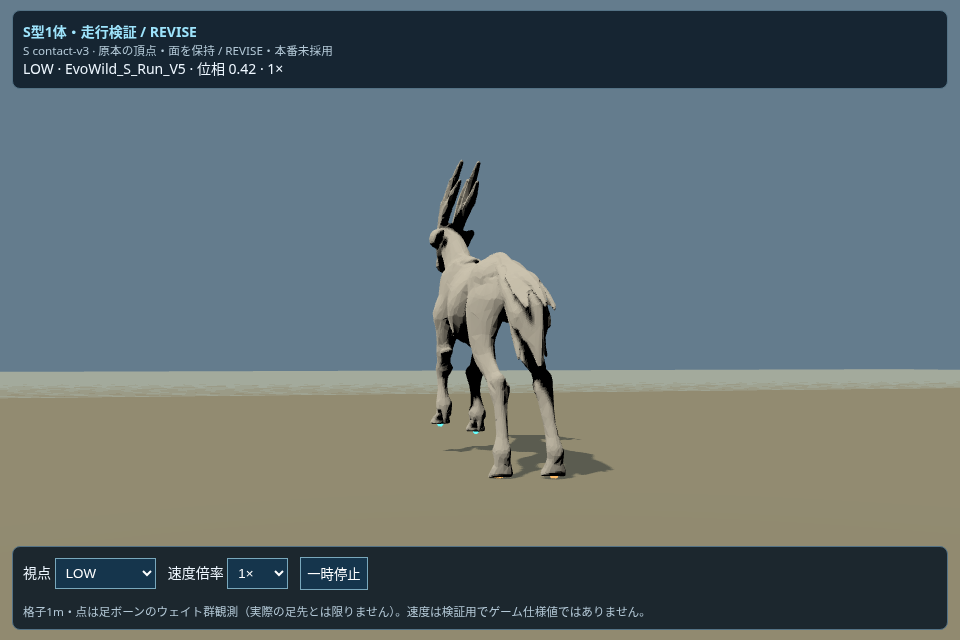 S型1体・走行検証 / REVISE
S contact-v3 · 原本の頂点・面を保持 / REVISE・本番未採用
LOW · EvoWild_S_Run_V5 · 位相 0.42 · 1×
視点 LOW 速度倍率 1× 一時停止
格子1m・点は足ボーンのウェイト群観測（実際の足先とは限りません）。速度は検証用でゲーム仕様値ではありません。